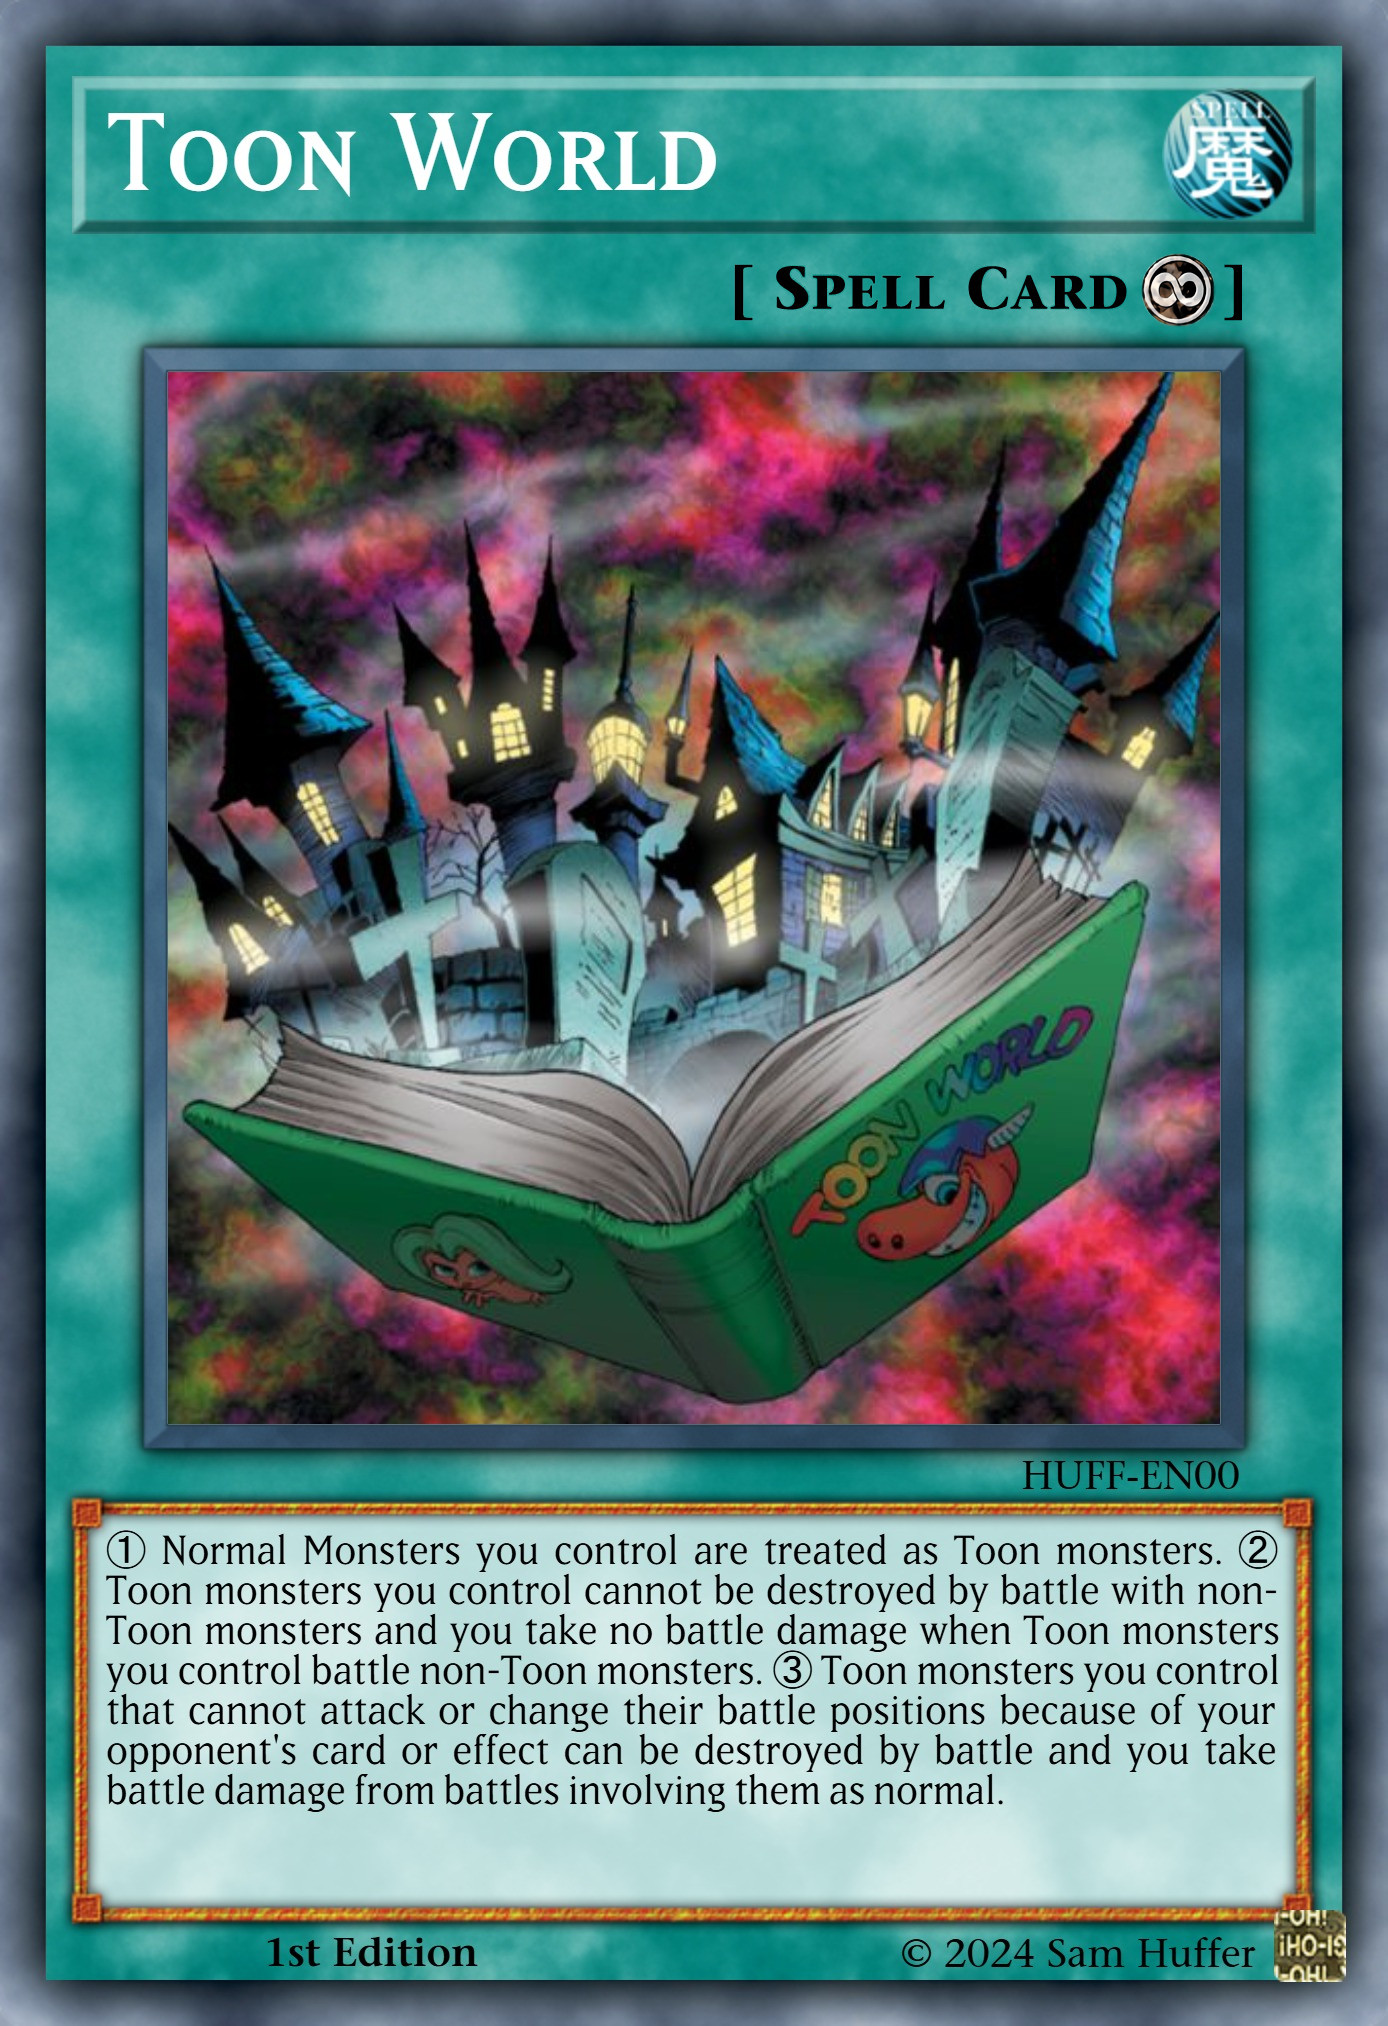 Toon World
SPELL
魔
[ Spell Card ]
TOON WORLD
HUFF-EN00
① Normal Monsters you control are treated as Toon monsters. ②
Toon monsters you control cannot be destroyed by battle with non-
Toon monsters and you take no battle damage when Toon monsters
you control battle non-Toon monsters. ③ Toon monsters you control
that cannot attack or change their battle positions because of your
opponent's card or effect can be destroyed by battle and you take
battle damage from battles involving them as normal.
1st Edition
© 2024 Sam Huffer